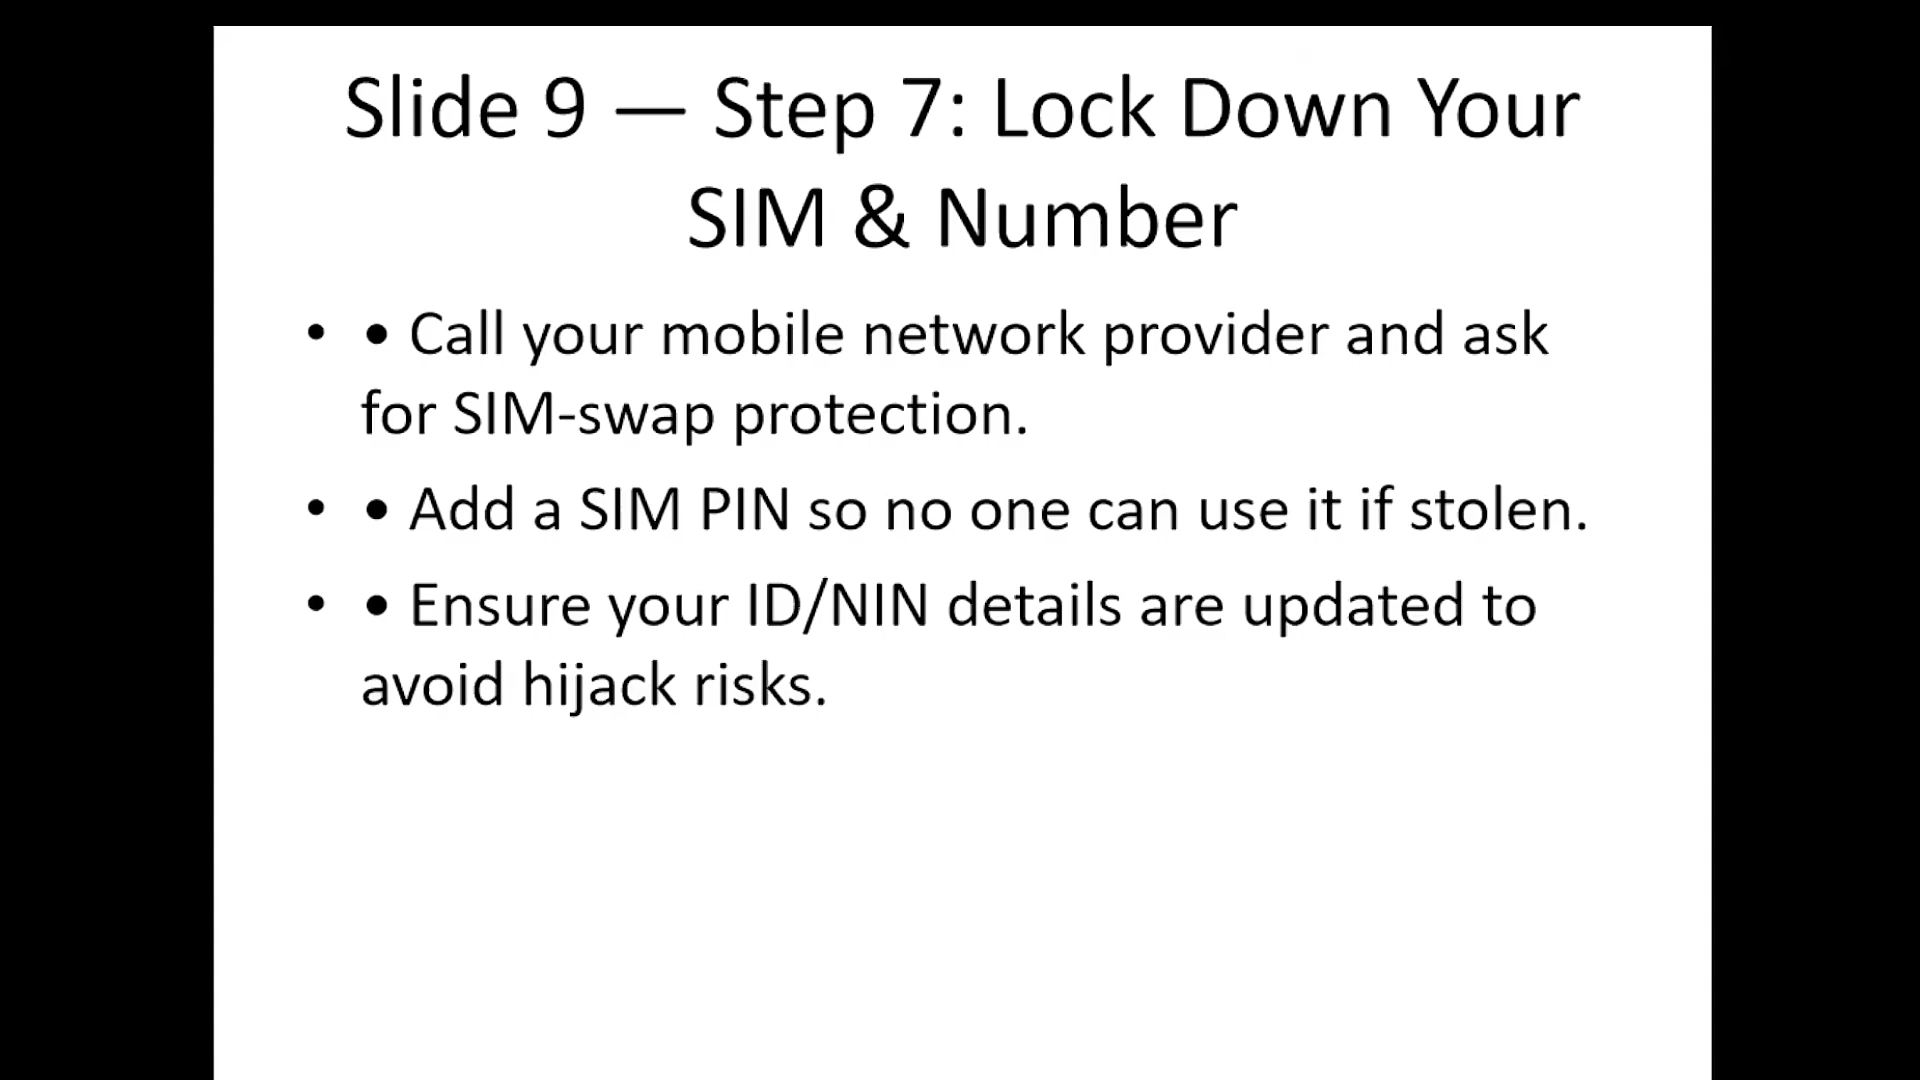 Slide 9 — Step 7: Lock Down Your
SIM & Number
• • Call your mobile network provider and ask
for SIM-swap protection.
• • Add a SIM PIN so no one can use it if stolen.
• • Ensure your ID/NIN details are updated to
avoid hijack risks.